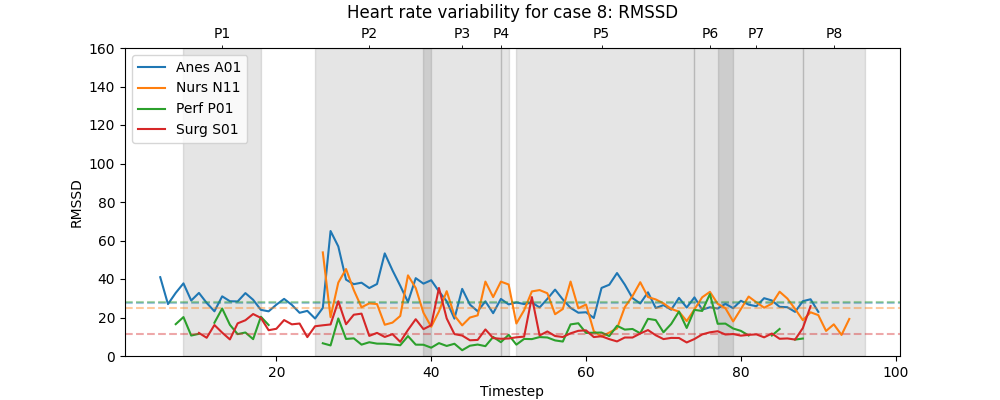 Heart rate variability for case 8: RMSSD
P1 P2 P3 P4 P5 P6 P7 P8
160
140
120
100
80
60
40
20
0
RMSSD
Anes A01
Nurs N11
Perf P01
Surg S01
20 40 60 80 100
Timestep